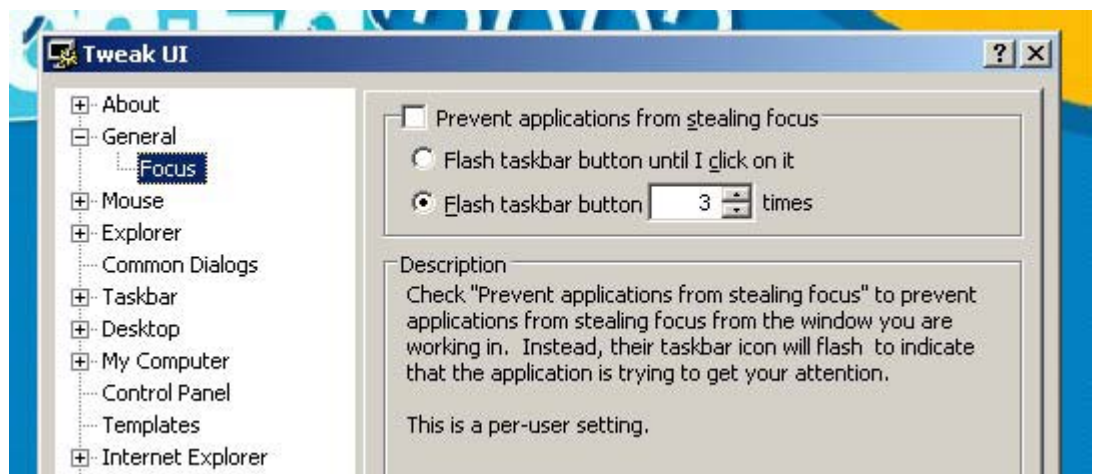 Tweak UI
About
General
Focus
Mouse
Explorer
Common Dialogs
Taskbar
Desktop
My Computer
Control Panel
Templates
Internet Explorer
Prevent applications from stealing focus
Flash taskbar button until I click on it
Flash taskbar button 3 times
Description
Check "Prevent applications from stealing focus" to prevent
applications from stealing focus from the window you are
working in.  Instead, their taskbar icon will flash  to indicate
that the application is trying to get your attention.
This is a per-user setting.